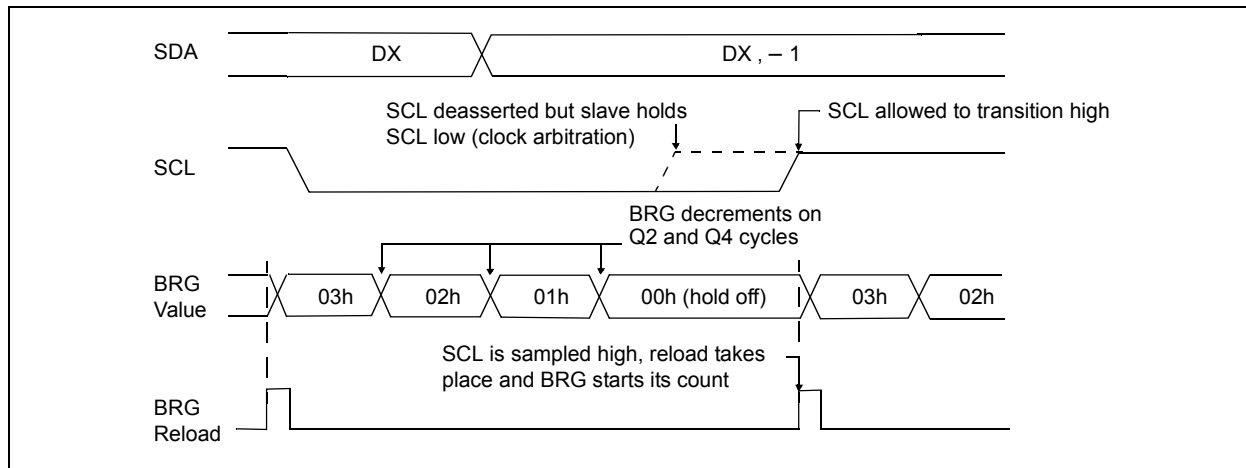 SDA
DX
DX , – 1
SCL deasserted but slave holds
SCL low (clock arbitration)
SCL allowed to transition high
SCL
BRG decrements on
Q2 and Q4 cycles
BRG
Value
03h
02h
01h
00h (hold off)
03h
02h
SCL is sampled high, reload takes
place and BRG starts its count
BRG
Reload